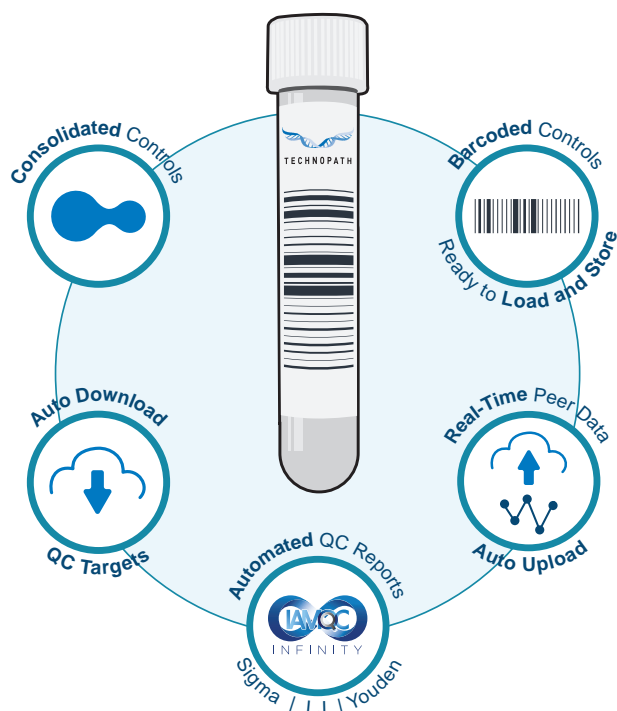 TECHNOPATH
Consolidated Controls
Barcoded Controls
Ready to Load and Store
Auto Download
QC Targets
Real-Time Peer Data
Auto Upload
Automated QC Reports
IAMQC
INFINITY
Sigma
Youden